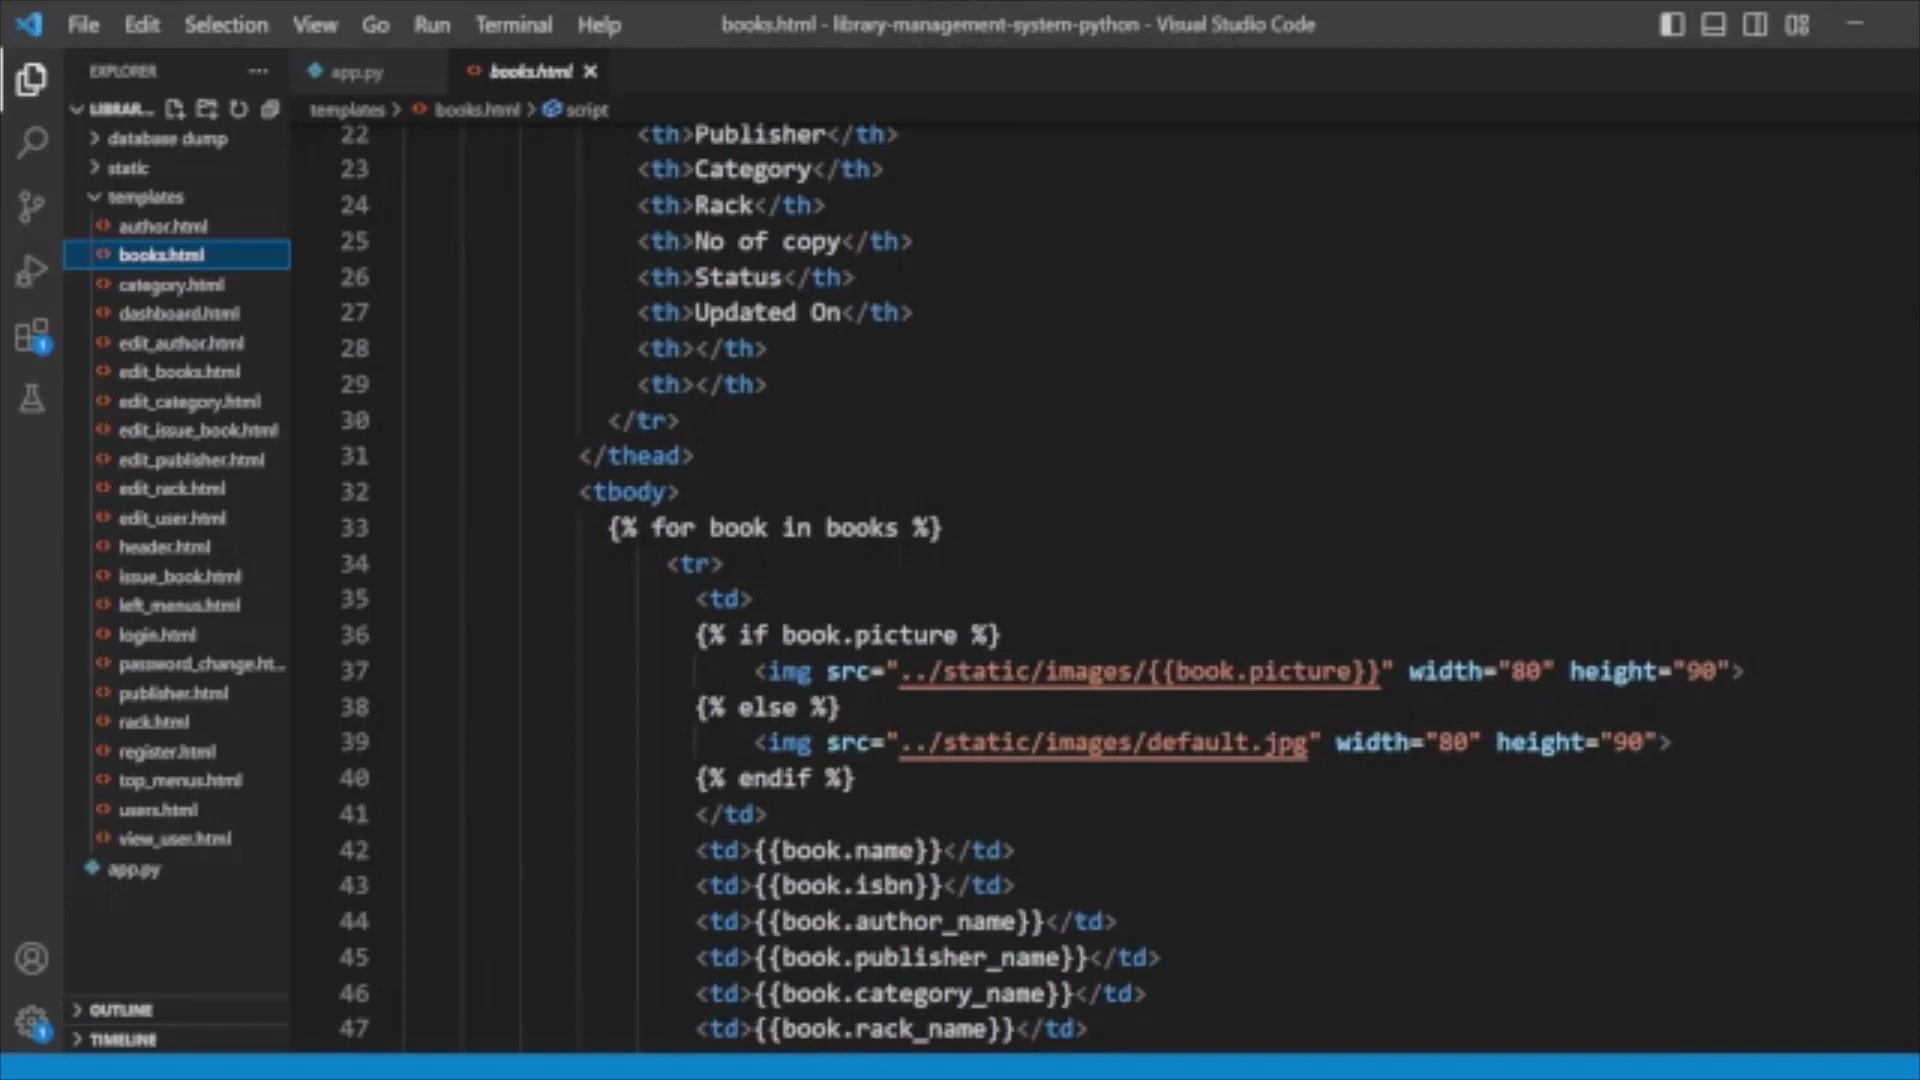 File Edit Selection View Go Run Terminal Help books.html - library-management-system-python - Visual Studio Code
EXPLORER ...
LIBRAR...
database dump
static
templates
author.html
books.html
category.html
dashboard.html
edit_author.html
edit_books.html
edit_category.html
edit_issue_book.html
edit_publisher.html
edit_rack.html
edit_user.html
header.html
issue_book.html
left_menus.html
login.html
password_change.ht...
publisher.html
rack.html
register.html
top_menus.html
users.html
view_user.html
app.py
OUTLINE
TIMELINE
1
1
app.py books.html
templates > books.html > script
22 <th>Publisher</th>
23 <th>Category</th>
24 <th>Rack</th>
25 <th>No of copy</th>
26 <th>Status</th>
27 <th>Updated On</th>
28 <th></th>
29 <th></th>
30 </tr>
31 </thead>
32 <tbody>
33 {% for book in books %}
34 <tr>
35 <td>
36 {% if book.picture %}
37 <img src="../static/images/{{book.picture}}" width="80" height="90">
38 {% else %}
39 <img src="../static/images/default.jpg" width="80" height="90">
40 {% endif %}
41 </td>
42 <td>{{book.name}}</td>
43 <td>{{book.isbn}}</td>
44 <td>{{book.author_name}}</td>
45 <td>{{book.publisher_name}}</td>
46 <td>{{book.category_name}}</td>
47 <td>{{book.rack_name}}</td>